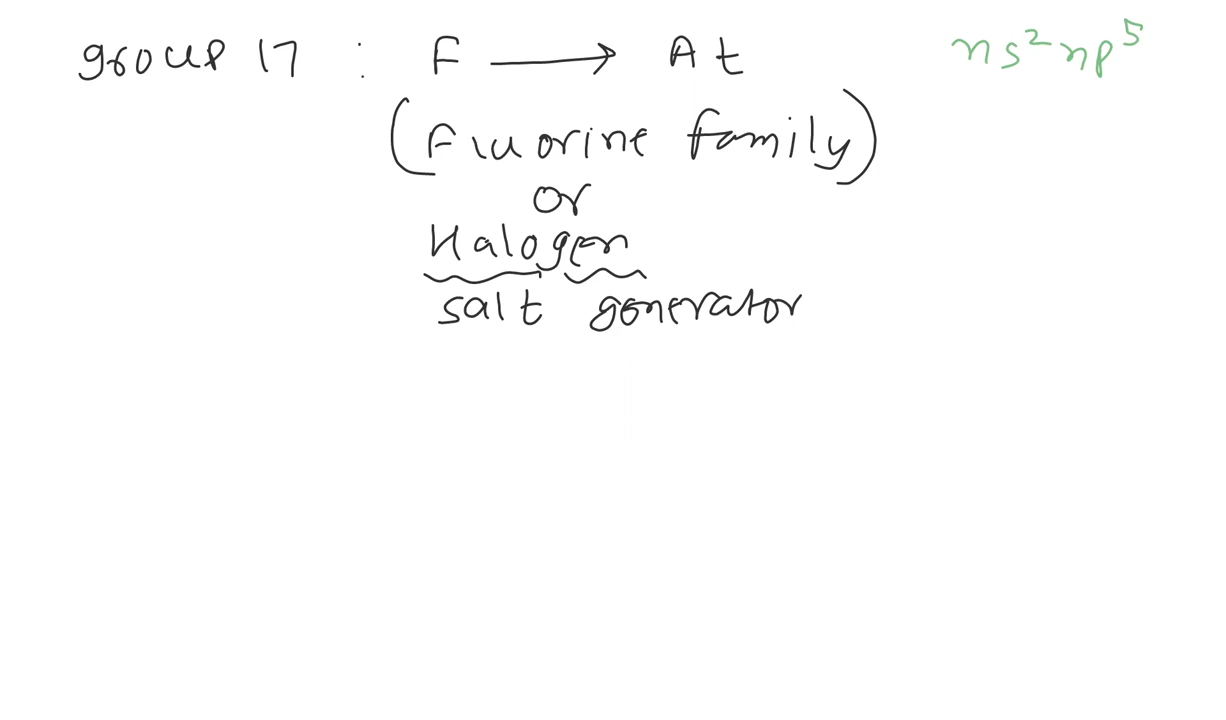 group 17 : F ⟶ At ns²np⁵
(Fluorine family)
or
Halogen
salt generator